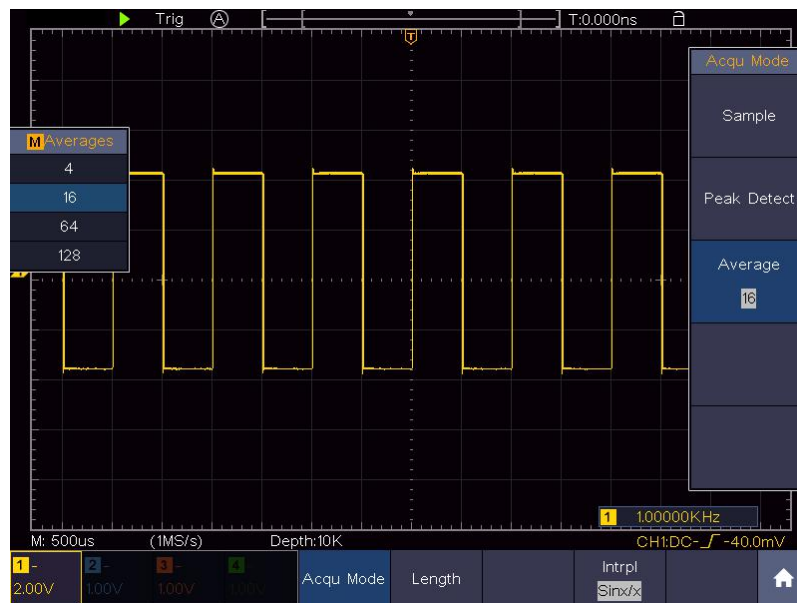 Trig A T:0.000ns
T
Acqu Mode
Sample
M Averages
4
16
64
128
Peak Detect
Average
16
1 1.00000KHz
M: 500us (1MS/s) Depth:10K CH1:DC- -40.0mV
1 - 2 - 3 - 4 -
2.00V 1.00V 1.00V 1.00V
Acqu Mode Length Intrpl
Sinx/x